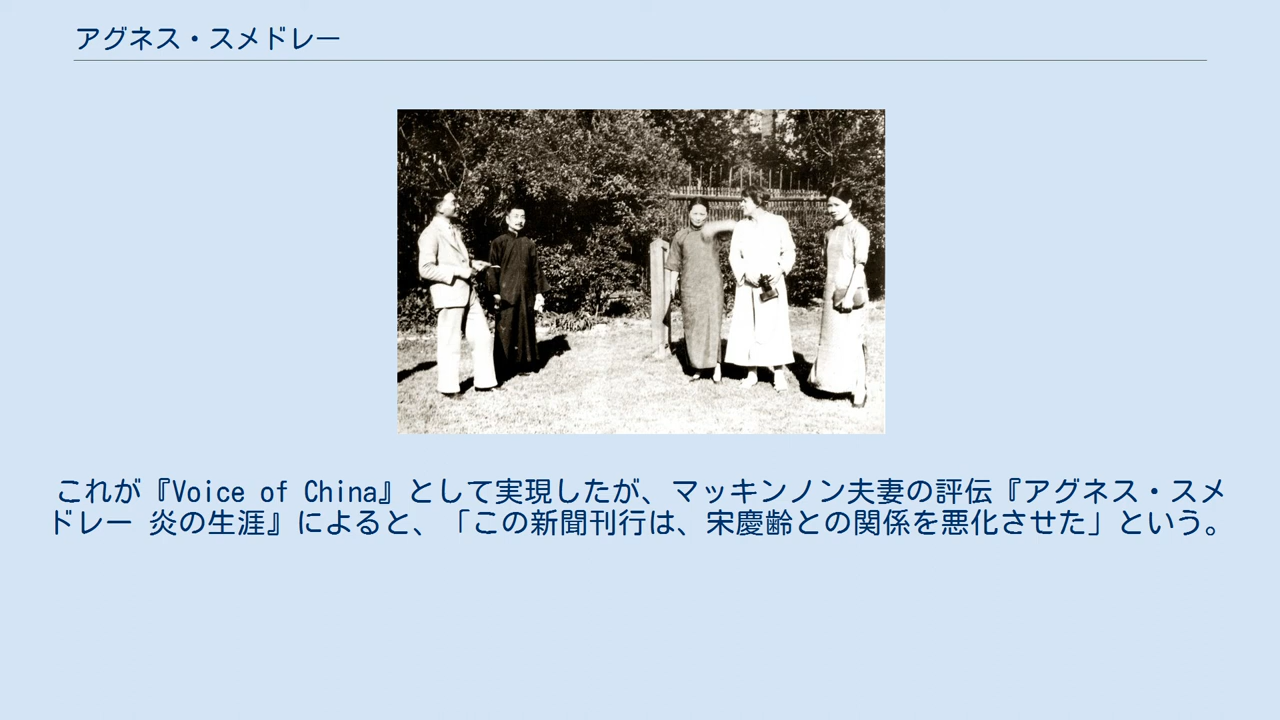 アグネス・スメドレー
これが『Voice of China』として実現したが、マッキンノン夫妻の評伝『アグネス・スメ
ドレー 炎の生涯』によると、「この新聞刊行は、宋慶齢との関係を悪化させた」という。